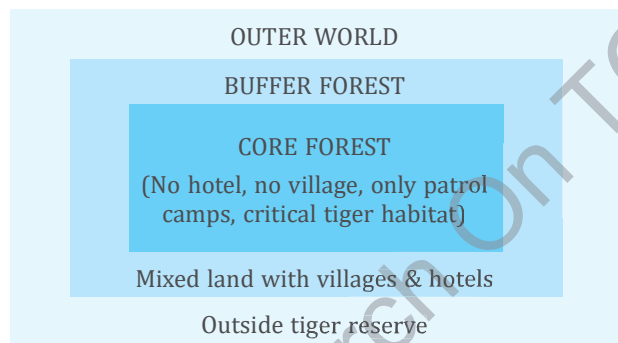 OUTER WORLD
BUFFER FOREST
CORE FOREST
(No hotel, no village, only patrol
camps, critical tiger habitat)
Mixed land with villages & hotels
Outside tiger reserve